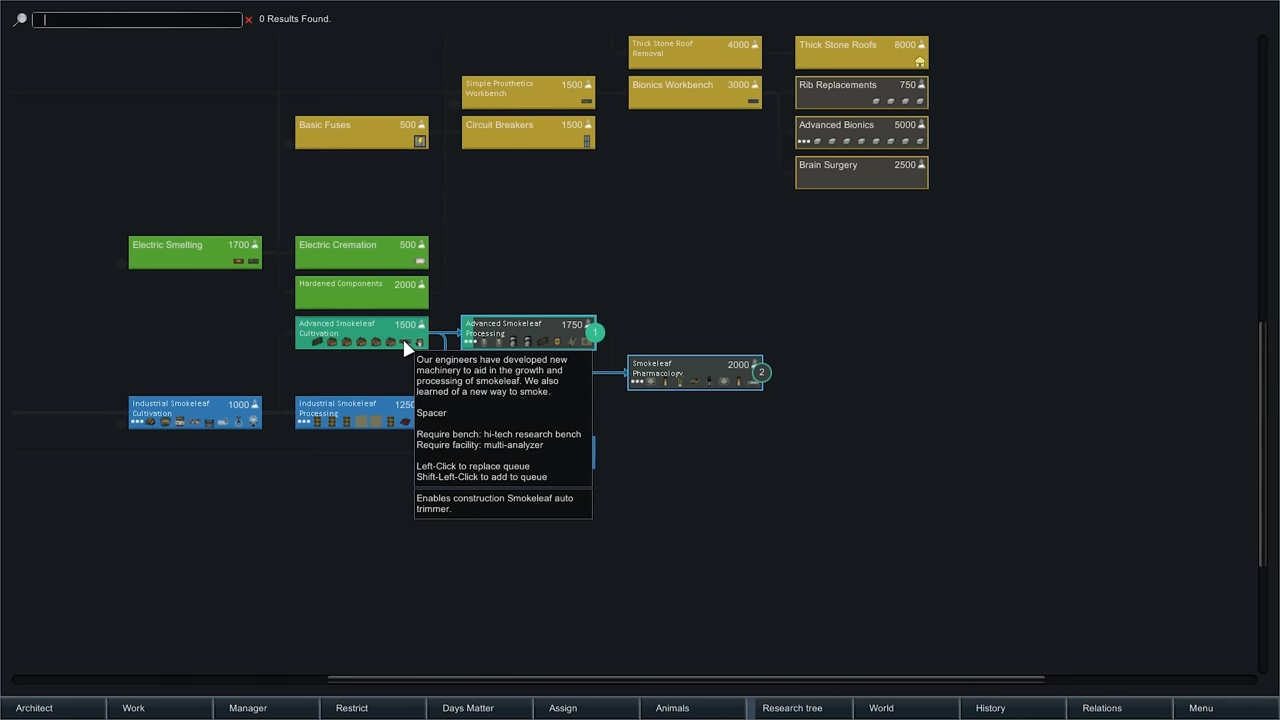 0 Results Found.
Thick Stone Roof
Removal
4000
Thick Stone Roofs
8000
Simple Prosthetics
Workbench
1500
Bionics Workbench
3000
Rib Replacements
750
Basic Fuses
500
Circuit Breakers
1500
Advanced Bionics
5000
Brain Surgery
2500
Electric Smelting
1700
Electric Cremation
500
Hardened Components
2000
Advanced Smokeleaf
Cultivation
1500
Advanced Smokeleaf
Processing
1750
1
Smokeleaf
Pharmacology
2000
2
Industrial Smokeleaf
Cultivation
1000
Industrial Smokeleaf
Processing
1250
Our engineers have developed new
machinery to aid in the growth and
processing of smokeleaf. We also
learned of a new way to smoke.
Spacer
Require bench: hi-tech research bench
Require facility: multi-analyzer
Left-Click to replace queue
Shift-Left-Click to add to queue
Enables construction Smokeleaf auto
trimmer.
Architect
Work
Manager
Restrict
Days Matter
Assign
Animals
Research tree
World
History
Relations
Menu